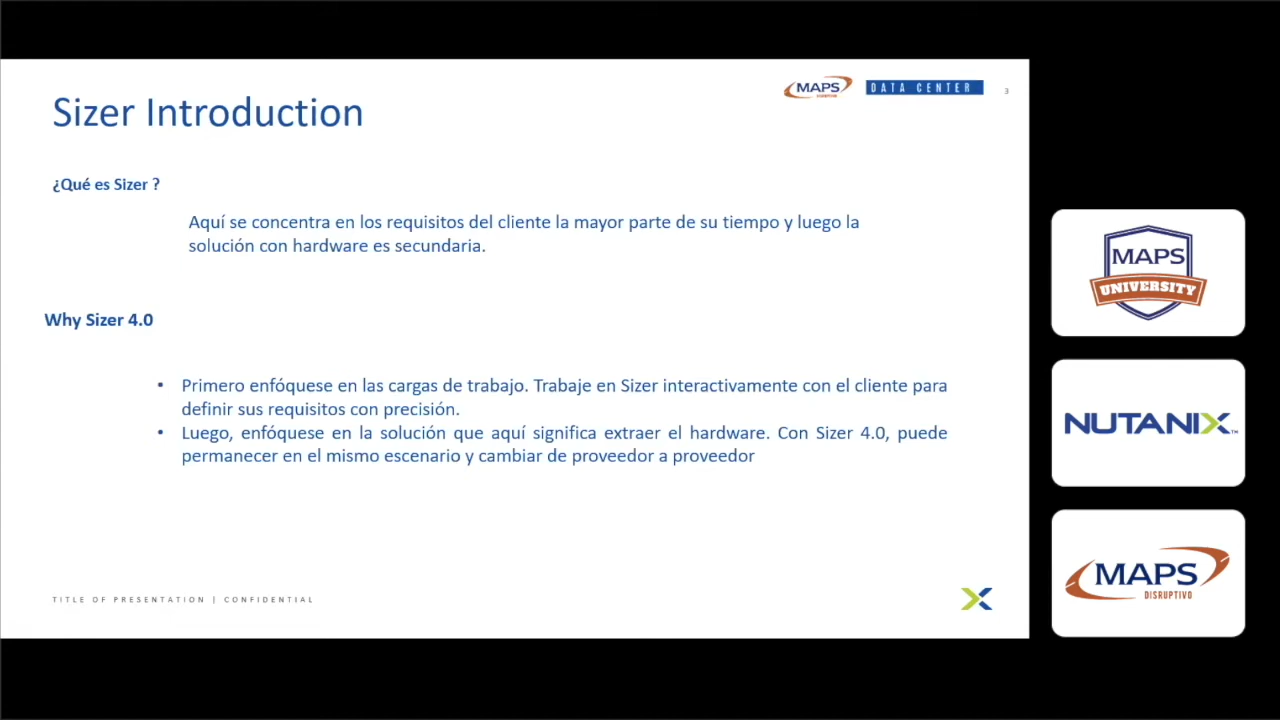 MAPS
DISRUPTIVO
DATA CENTER
3
Sizer Introduction
¿Qué es Sizer ?
Aquí se concentra en los requisitos del cliente la mayor parte de su tiempo y luego la
solución con hardware es secundaria.
Why Sizer 4.0
• Primero enfóquese en las cargas de trabajo. Trabaje en Sizer interactivamente con el cliente para
definir sus requisitos con precisión.
• Luego, enfóquese en la solución que aquí significa extraer el hardware. Con Sizer 4.0, puede
permanecer en el mismo escenario y cambiar de proveedor a proveedor
TITLE OF PRESENTATION | CONFIDENTIAL
MAPS
UNIVERSITY
NUTANIX™
MAPS
DISRUPTIVO